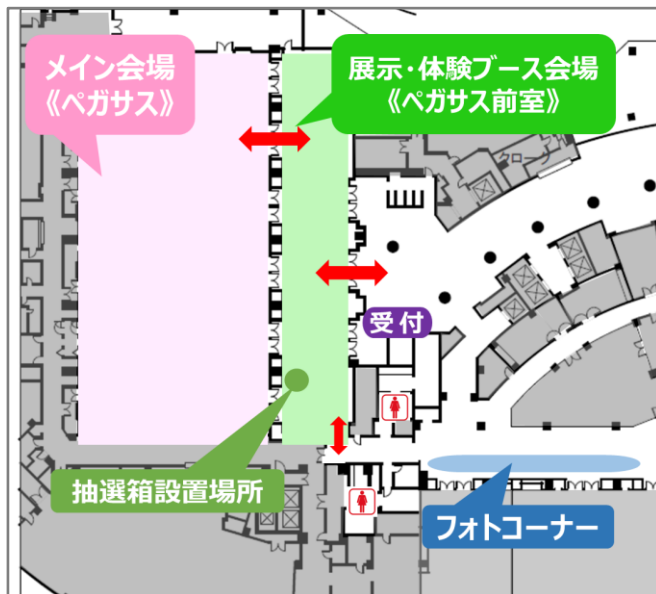 メイン会場
《ペガサス》
展示・体験ブース会場
《ペガサス前室》
受付
抽選箱設置場所
フォトコーナー